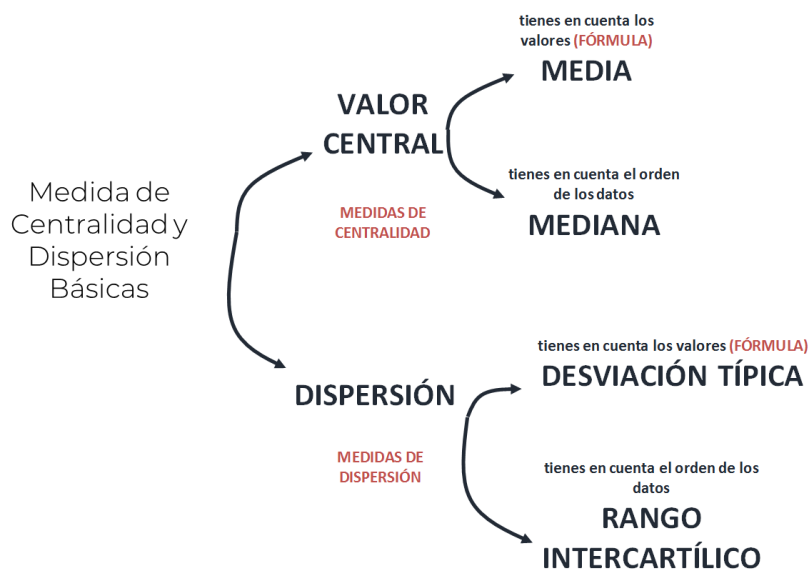 Medida de
Centralidad y
Dispersión
Básicas
VALOR
CENTRAL
MEDIDAS DE
CENTRALIDAD
tienes en cuenta los
valores (FÓRMULA)
MEDIA
tienes en cuenta el orden
de los datos
MEDIANA
DISPERSIÓN
MEDIDAS DE
DISPERSIÓN
tienes en cuenta los valores (FÓRMULA)
DESVIACIÓN TÍPICA
tienes en cuenta el orden de los
datos
RANGO
INTERCARTÍLICO